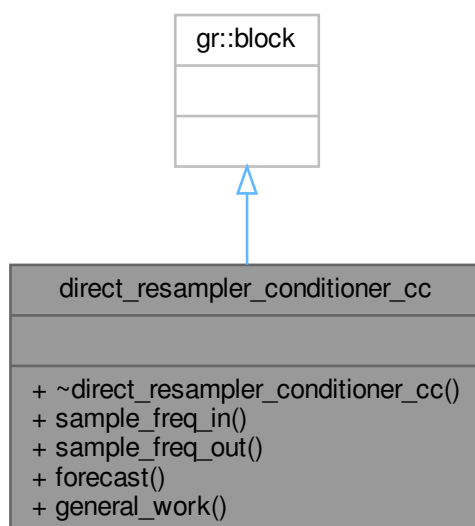 gr::block
direct_resampler_conditioner_cc
+ ~direct_resampler_conditioner_cc()
+ sample_freq_in()
+ sample_freq_out()
+ forecast()
+ general_work()